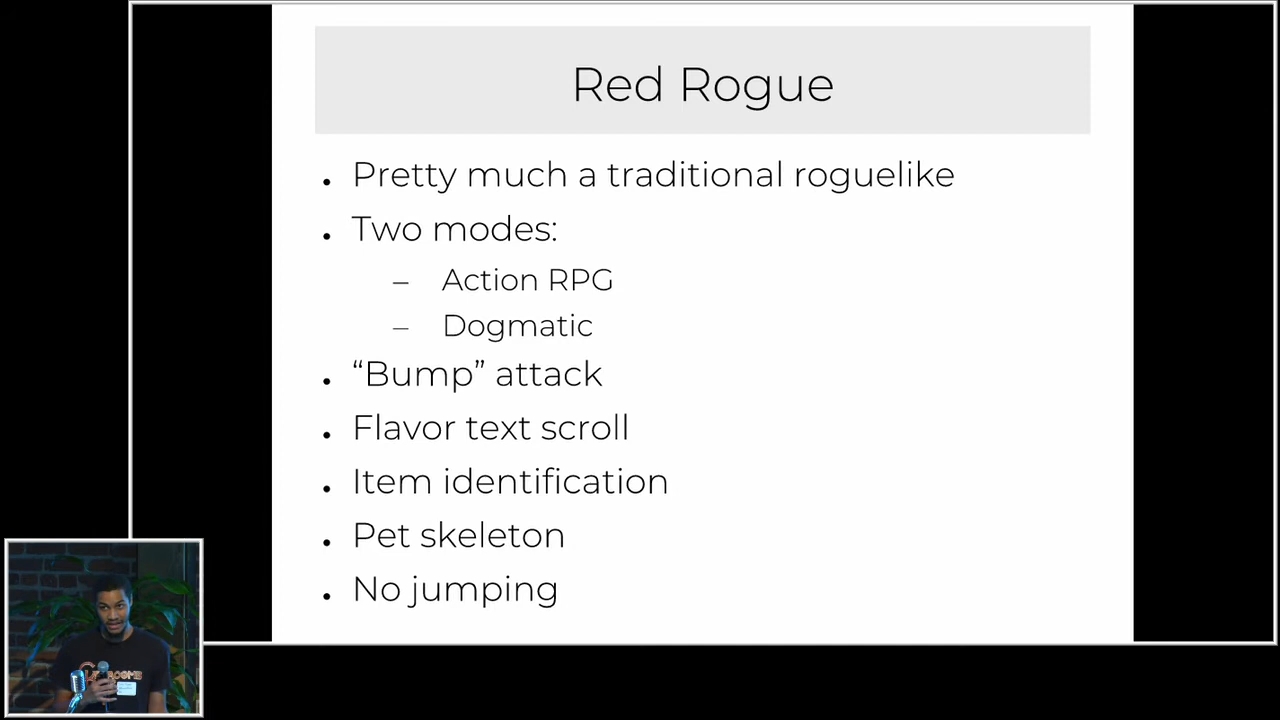 Red Rogue
• Pretty much a traditional roguelike
• Two modes:
– Action RPG
– Dogmatic
• “Bump” attack
• Flavor text scroll
• Item identification
• Pet skeleton
• No jumping